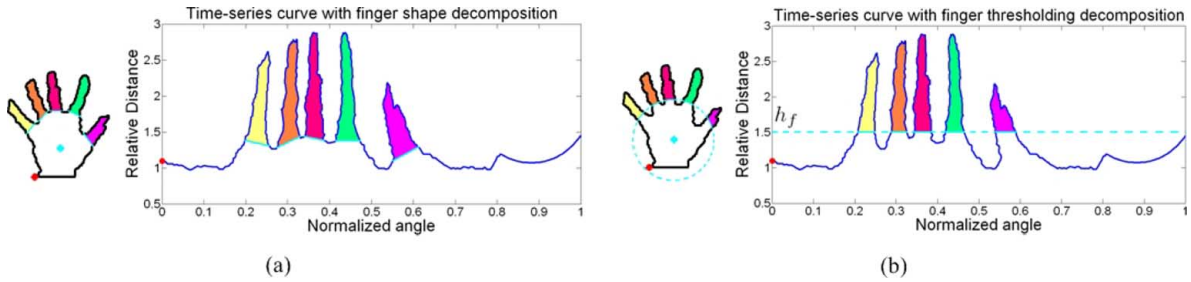 Time-series curve with finger shape decomposition
Relative Distance
3
2.5
2
1.5
1
0.5
0 0.1 0.2 0.3 0.4 0.5 0.6 0.7 0.8 0.9 1
Normalized angle
(a)
Time-series curve with finger thresholding decomposition
Relative Distance
3
2.5
2
h_f
1.5
1
0.5
0 0.1 0.2 0.3 0.4 0.5 0.6 0.7 0.8 0.9 1
Normalized angle
(b)